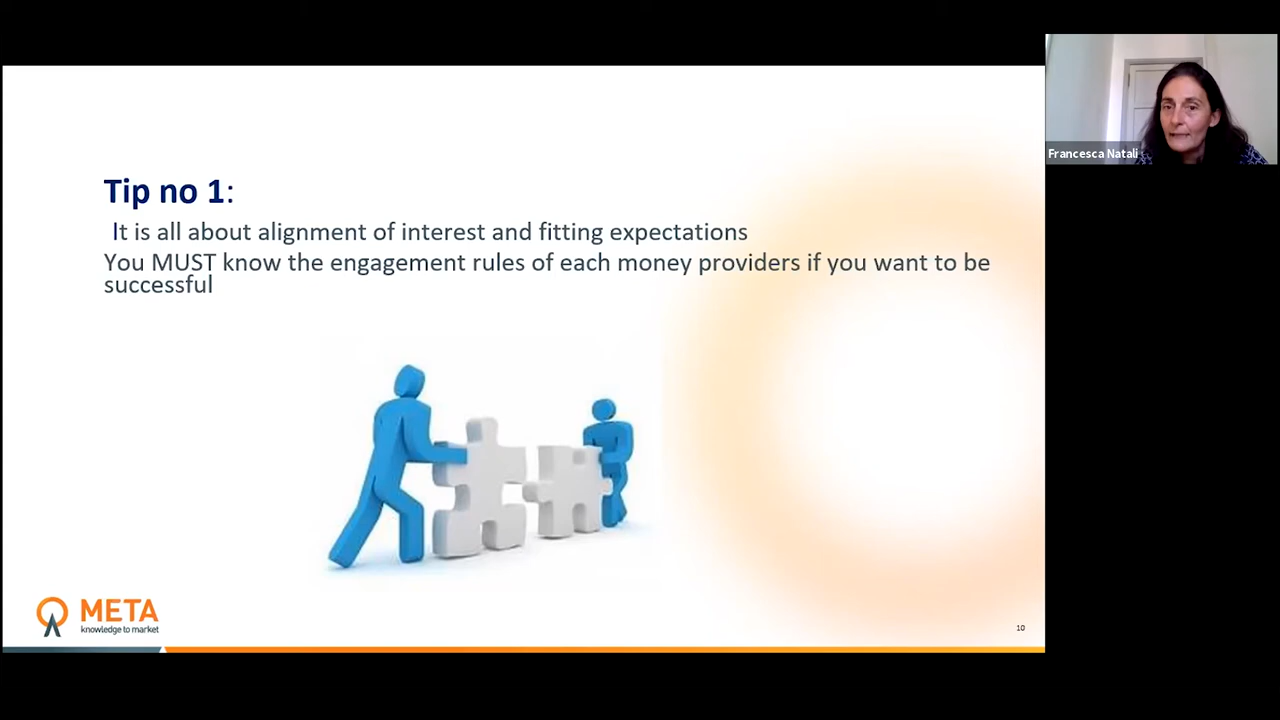 Tip no 1:
It is all about alignment of interest and fitting expectations
You MUST know the engagement rules of each money providers if you want to be
successful
META
knowledge to market
10
Francesca Natali